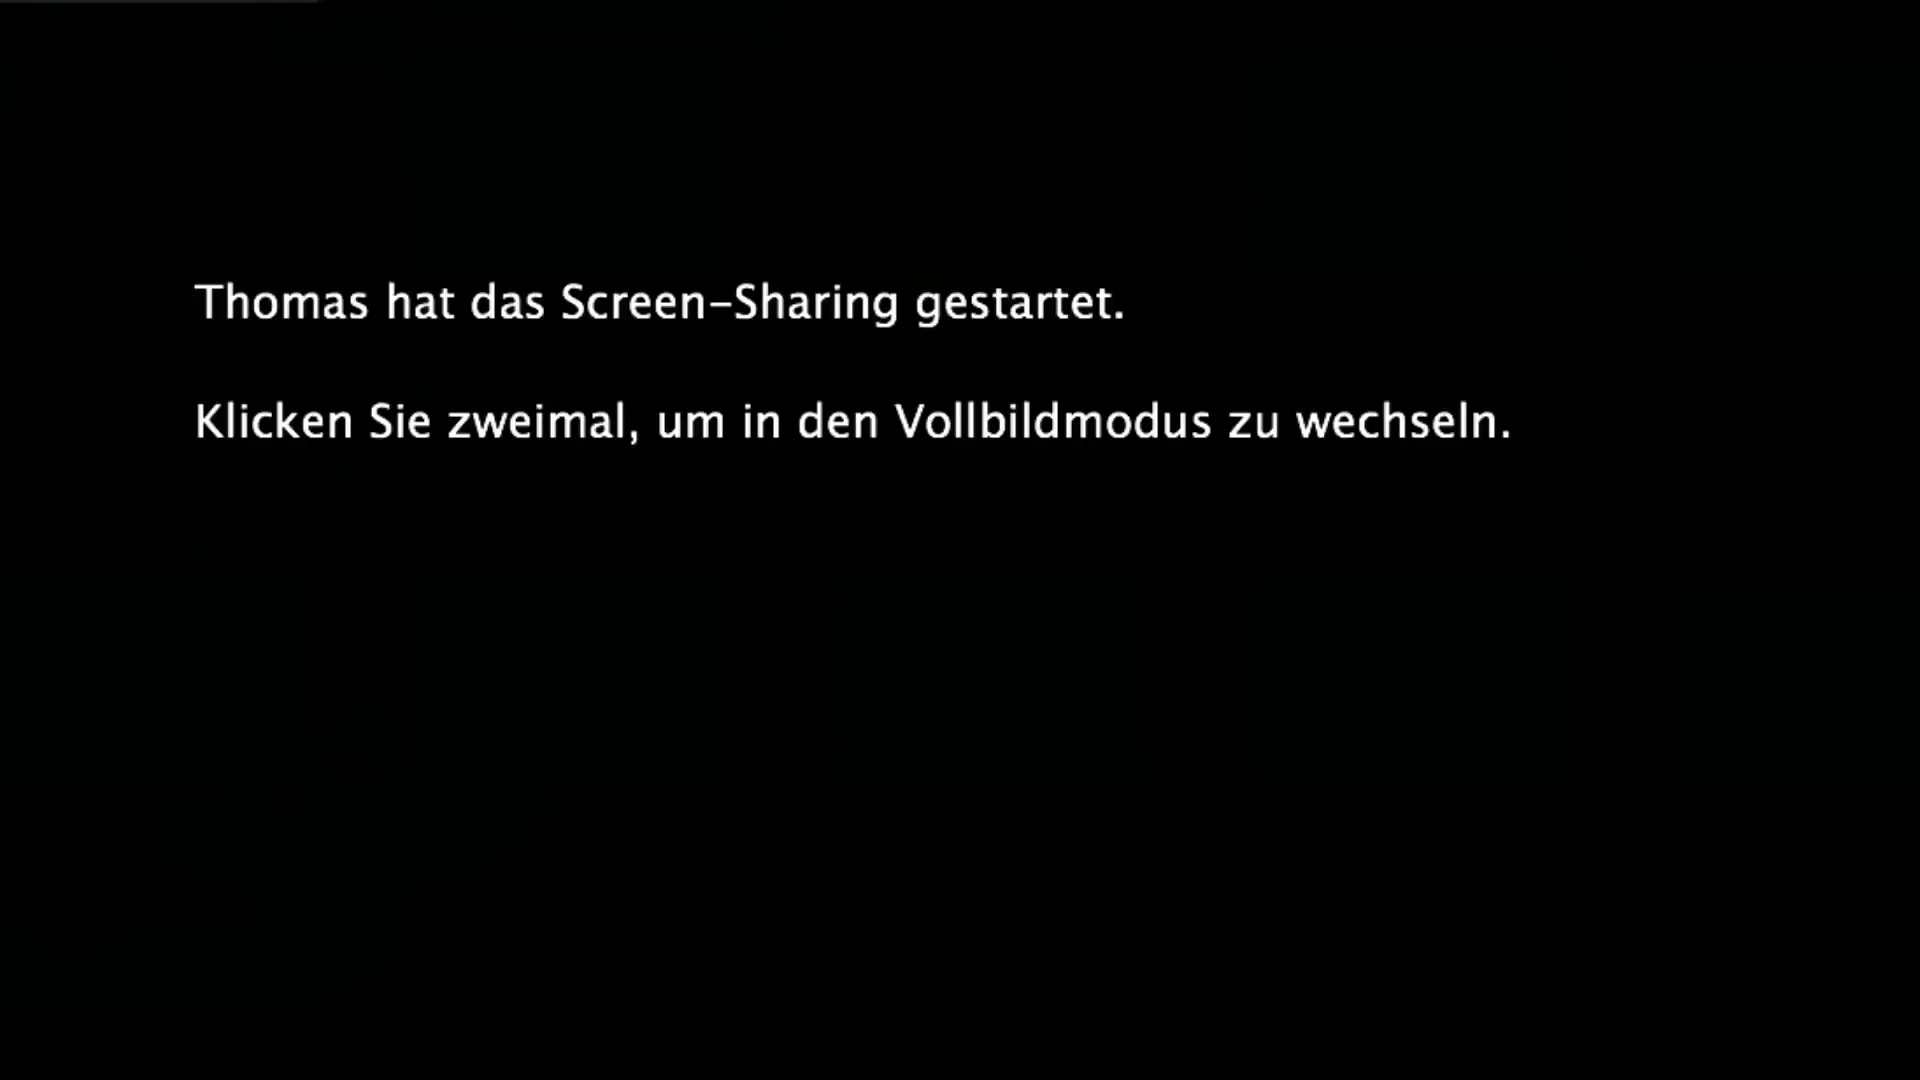 Thomas hat das Screen-Sharing gestartet.
Klicken Sie zweimal, um in den Vollbildmodus zu wechseln.